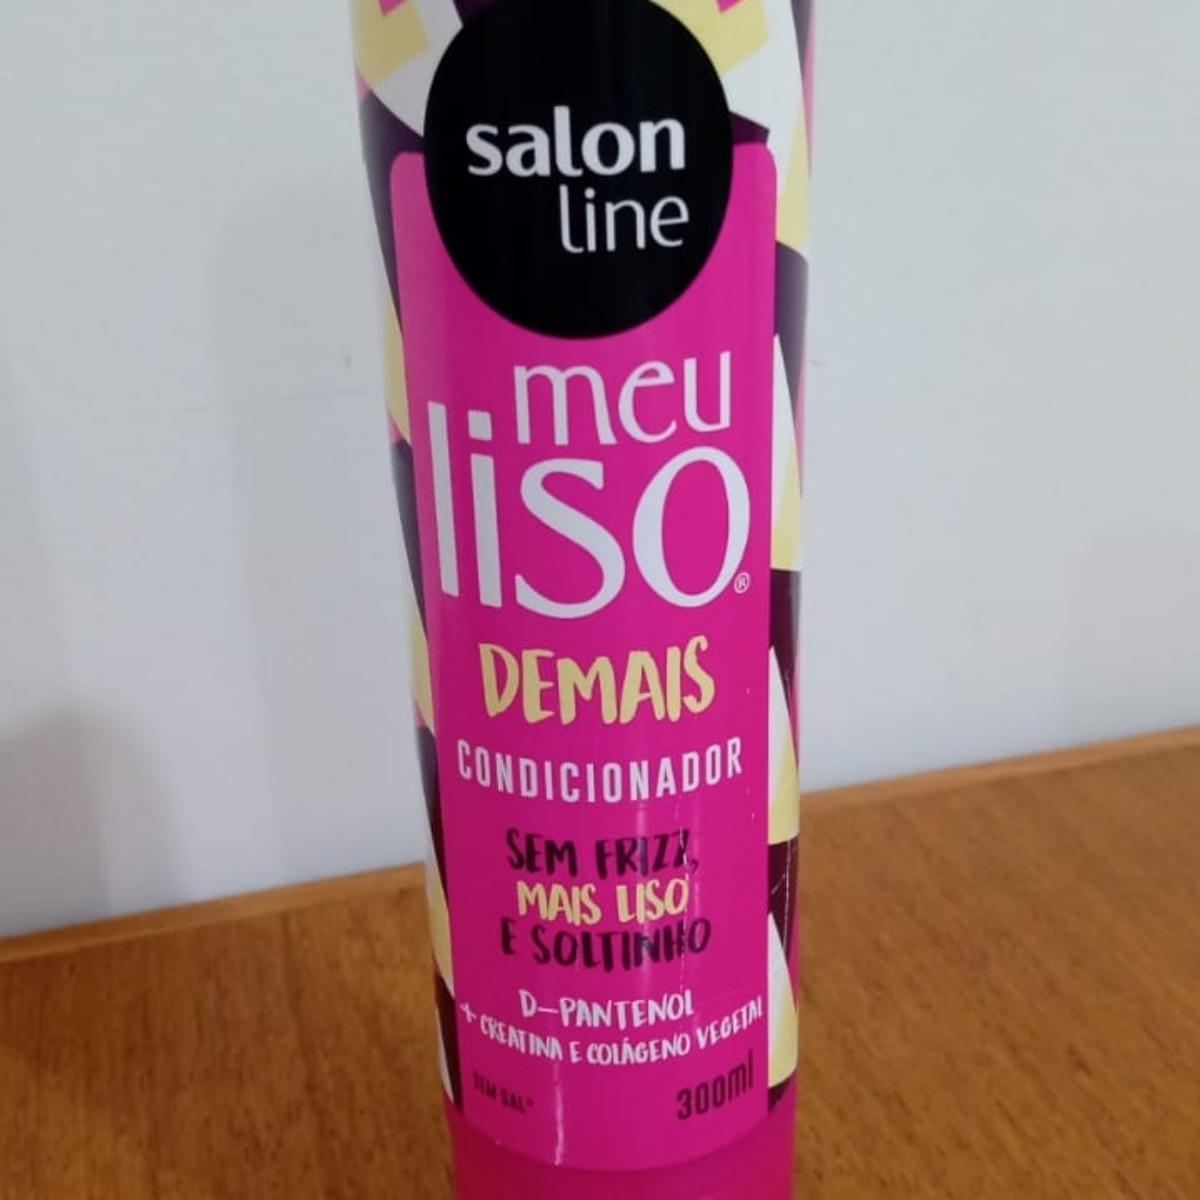 salon
line
meu
liso®
DEMAIS
CONDICIONADOR
SEM FRIZZ,
MAIS LISO
E SOLTINHO
D-PANTENOL
+ CREATINA E COLÁGENO VEGETAL
SEM SAL*
300ml